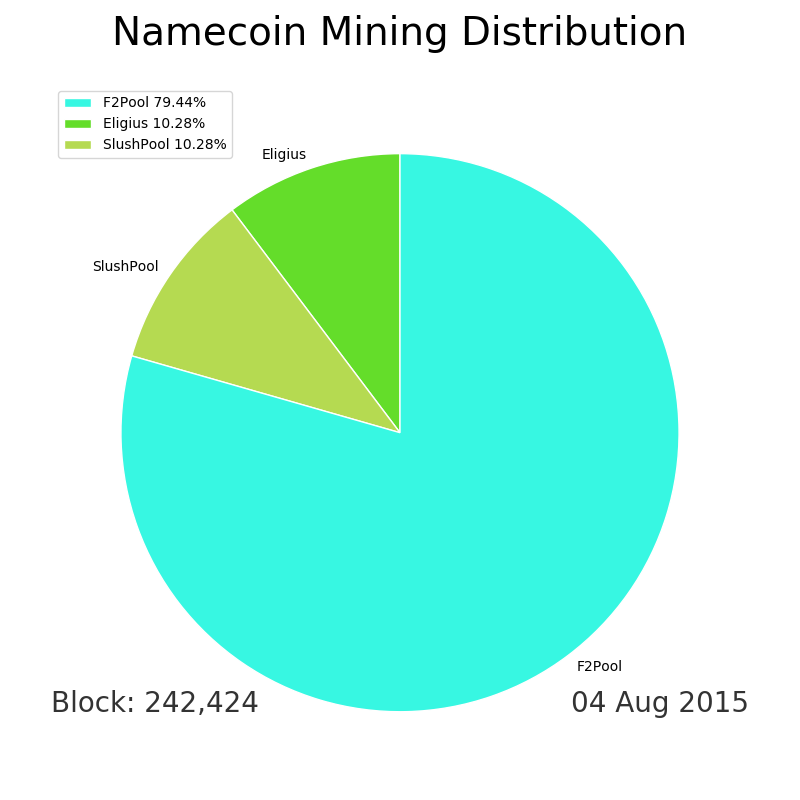 Namecoin Mining Distribution
F2Pool 79.44%
Eligius 10.28%
SlushPool 10.28%
Eligius
SlushPool
F2Pool
Block: 242,424
04 Aug 2015